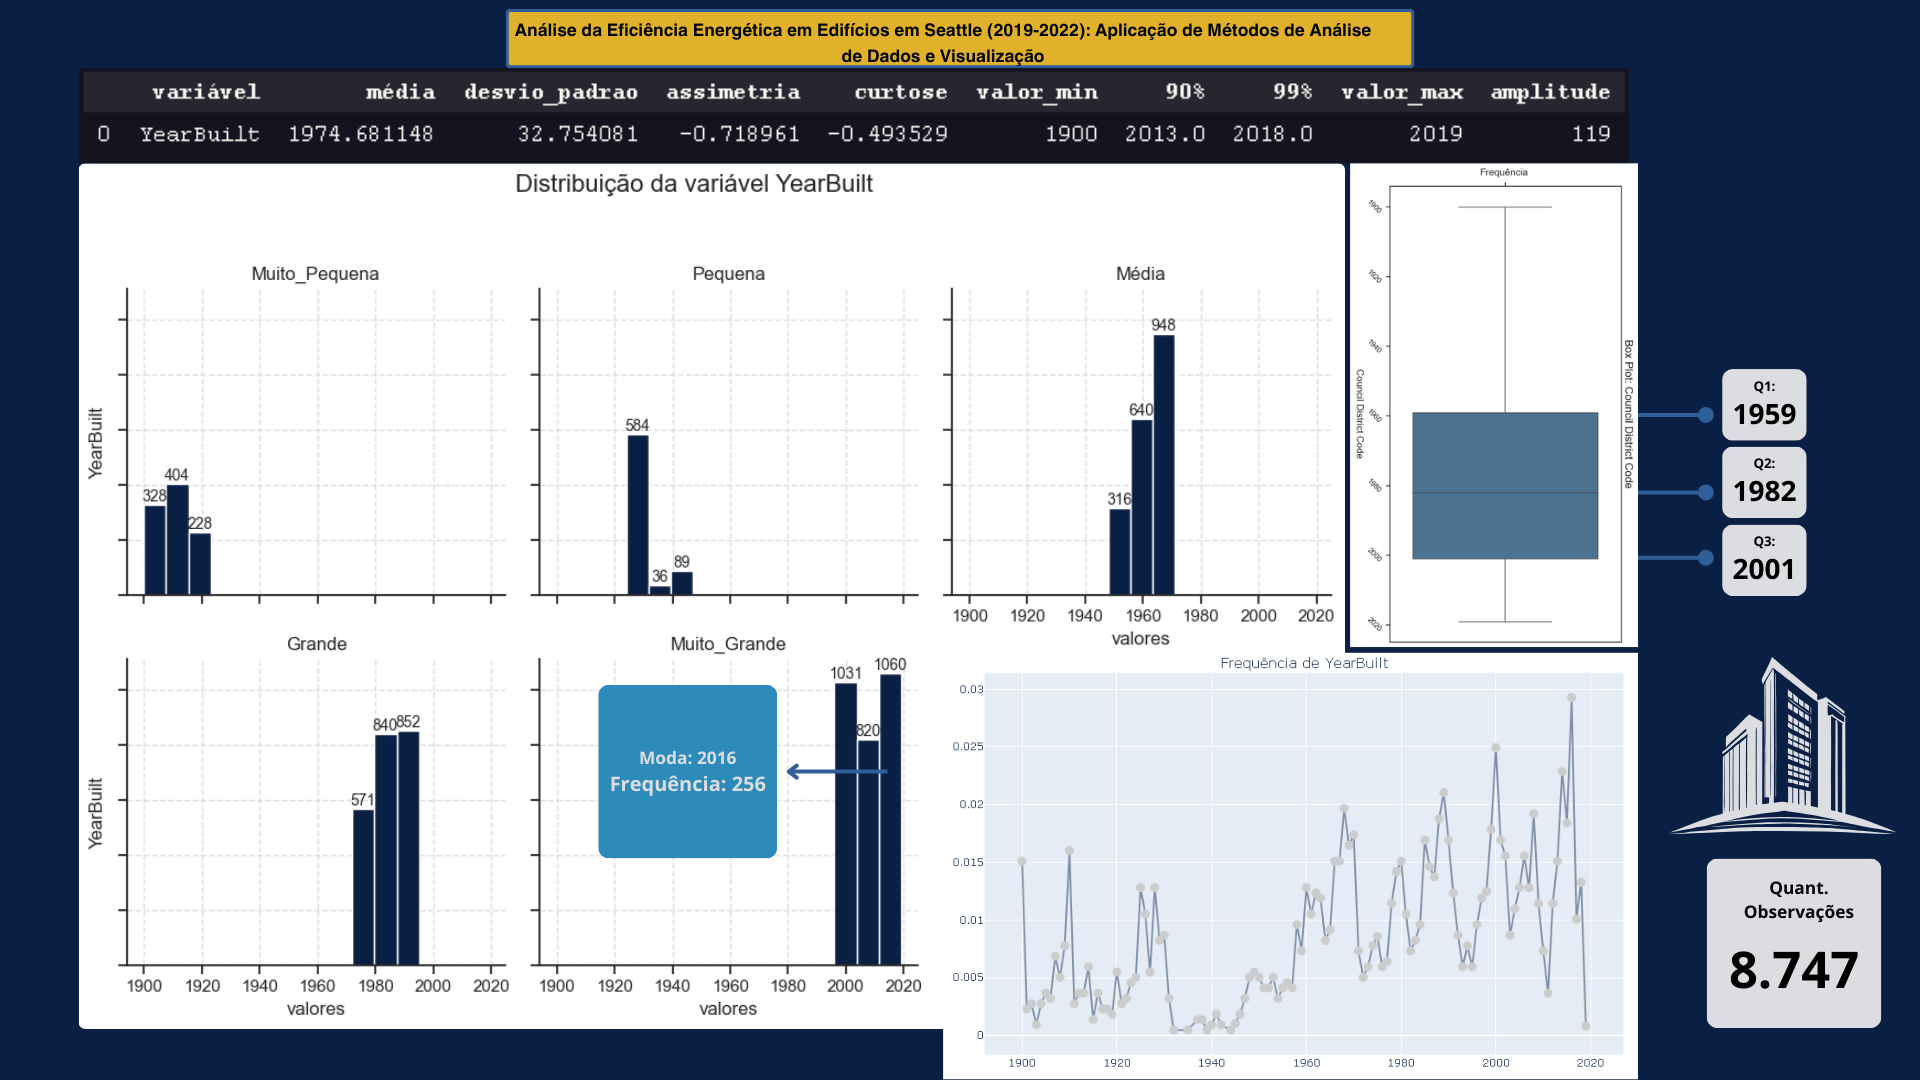 Análise da Eficiência Energética em Edifícios em Seattle (2019-2022): Aplicação de Métodos de Análise
de Dados e Visualização
variável média desvio_padrao assimetria curtose valor_min 90% 99% valor_max amplitude
0 YearBuilt 1974.681148 32.754081 -0.718961 -0.493529 1900 2013.0 2018.0 2019 119
Distribuição da variável YearBuilt
Muito_Pequena
YearBuilt
328
404
228
Pequena
584
36
89
Média
316
640
948
1900 1920 1940 1960 1980 2000 2020
valores
Grande
YearBuilt
571
840
852
1900 1920 1940 1960 1980 2000 2020
valores
Muito_Grande
1031
820
1060
Moda: 2016
Frequência: 256
1900 1920 1940 1960 1980 2000 2020
valores
Frequência
1900
1920
1940
1960
1980
2000
2020
Council District Code
Box Plot: Council District Code
Q1:
1959
Q2:
1982
Q3:
2001
Frequência de YearBuilt
0.03
0.025
0.02
0.015
0.01
0.005
0
1900 1920 1940 1960 1980 2000 2020
Quant.
Observações
8.747